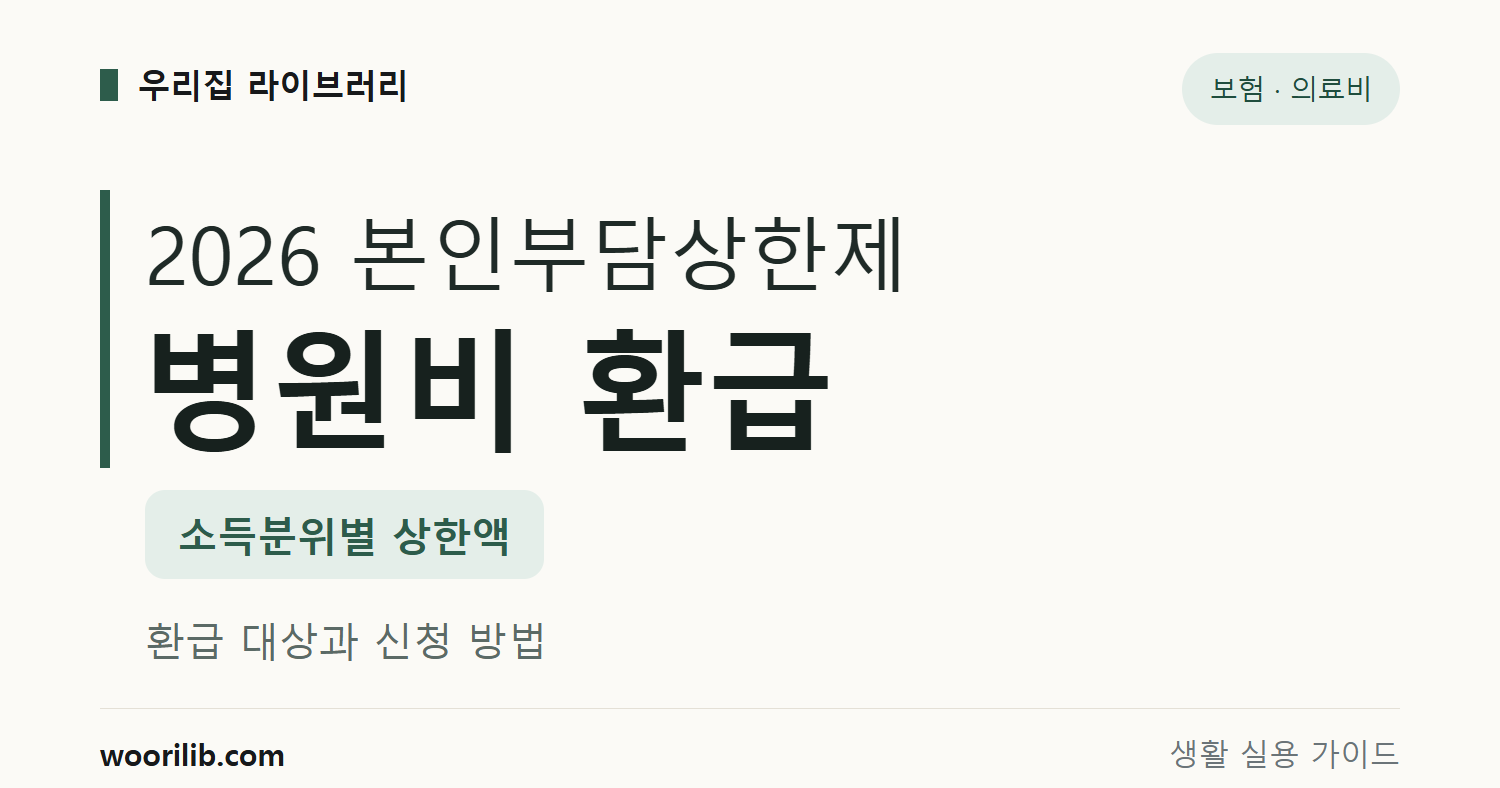 우리집 라이브러리
보험 · 의료비
2026 본인부담상한제
병원비 환급
소득분위별 상한액
환급 대상과 신청 방법
woorilib.com
생활 실용 가이드